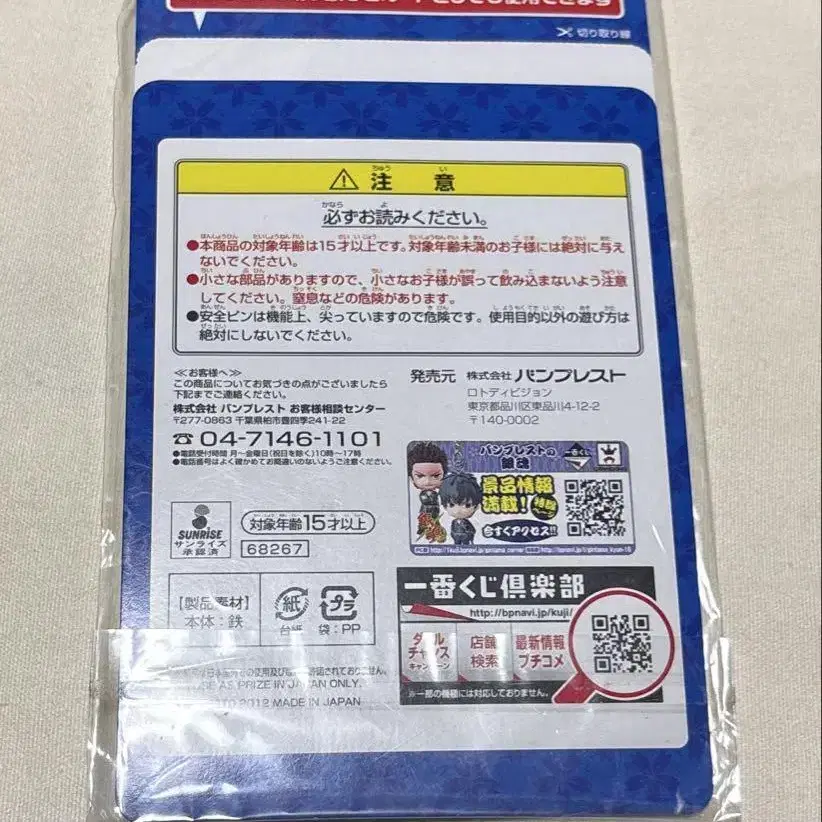 切り取り線
注意
必ずお読みください。
●本商品の対象年齢は15才以上です。対象年齢未満のお子様には絶対に与え
ないでください。
●小さな部品がありますので、小さなお子様が誤って飲み込まないよう注意
してください。窒息などの危険があります。
●安全ピンは機能上、尖っていますので危険です。使用目的以外の遊び方は
絶対にしないでください。
≪お客様へ≫
この商品についてお気づきの点がございましたら
下記までご連絡ください。
株式会社 バンプレスト お客様相談センター
〒277-0863 千葉県柏市豊四季241-22
☎04-7146-1101
●電話受付時間 月〜金曜日(祝日を除く)10時〜17時
●電話番号はよく確かめてお間違いのないようご注意ください。
発売元 株式会社 バンプレスト
ロトディビジョン
東京都品川区東品川4-12-2
〒140-0002
バンプレストの
銀魂
一番くじ
景品情報
満載!
今すぐアクセス!!
SUNRISE
サンライズ
承認済
対象年齢15才以上
68267
【製品素材】
本体:鉄
紙
台紙
プラ
袋:PP
一番くじ倶楽部
http://bpnavi.jp/kuji/
ダブル
チャンス
キャンペーン
店舗
検索
最新情報
プチコメ
※一部の機種には対応しておりません。
MADE AS PRIZE IN JAPAN ONLY.
2012 MADE IN JAPAN